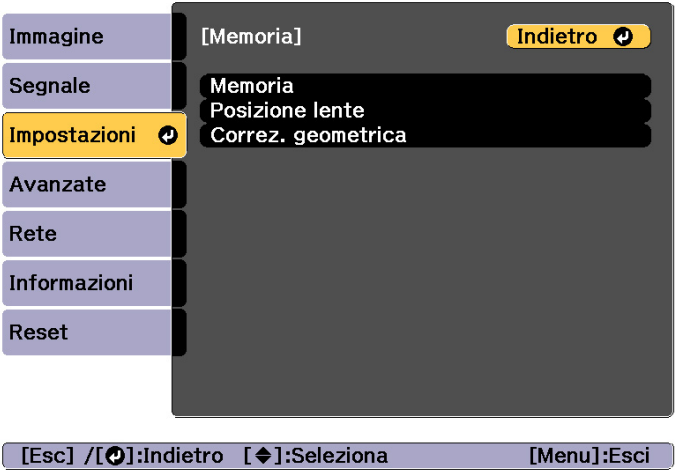 Immagine
Segnale
Impostazioni
Avanzate
Rete
Informazioni
Reset
[Memoria]
Indietro
Memoria
Posizione lente
Correz. geometrica
[Esc] /[⏎]:Indietro [◆]:Seleziona [Menu]:Esci